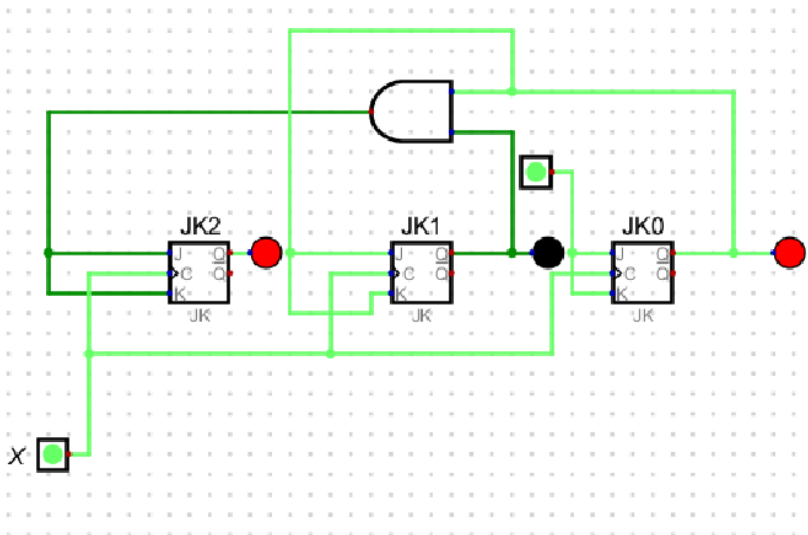 JK2 JK1 JK0
J Q J Q J Q
C Q C Q C Q
K K K
JK JK JK
X